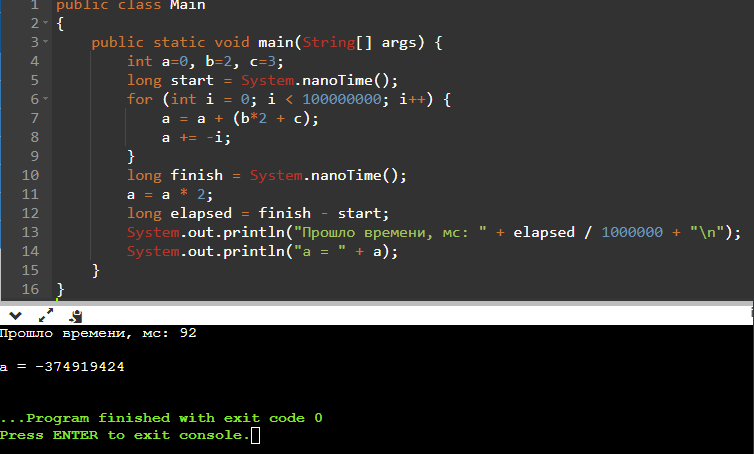 1 public class Main
2 {
3 public static void main(String[] args) {
4 int a=0, b=2, c=3;
5 long start = System.nanoTime();
6 for (int i = 0; i < 100000000; i++) {
7 a = a + (b*2 + c);
8 a += -i;
9 }
10 long finish = System.nanoTime();
11 a = a * 2;
12 long elapsed = finish - start;
13 System.out.println("Прошло времени, мс: " + elapsed / 1000000 + "\n");
14 System.out.println("a = " + a);
15 }
16 }
Прошло времени, мс: 92
a = -374919424
...Program finished with exit code 0
Press ENTER to exit console.